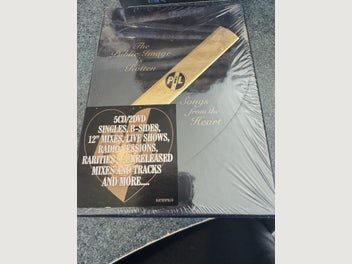 The
Public Image
is
Rotten
PiL
Songs
from the
Heart
5CD/2DVD
SINGLES, B-SIDES,
12" MIXES, LIVE SHOWS,
RADIO SESSIONS,
RARITIES, UNRELEASED
MIXES AND TRACKS
AND MORE....